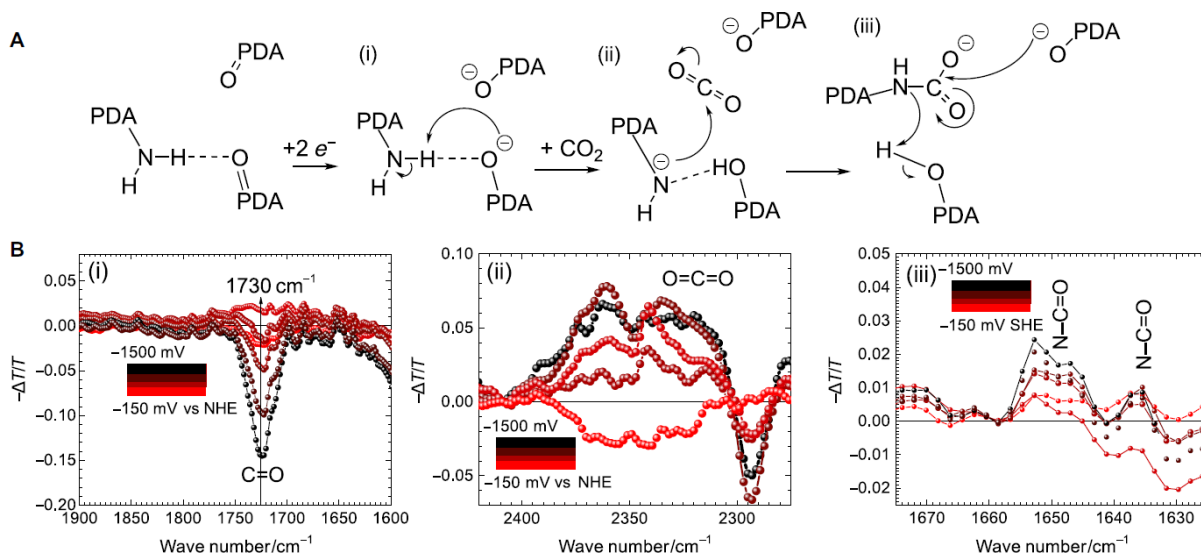 A
PDA
O
PDA
N H
H
O
PDA
+2 e⁻
(i)
⊖
O PDA
PDA
N H
H
O ⊖
PDA
+ CO₂
(ii)
⊖
O PDA
O C O
PDA
⊖
N
H
HO
PDA
(iii)
H
PDA N C
O ⊖
O
⊖
O PDA
H
O
PDA
B
(i)
1730 cm⁻¹
−1500 mV
−150 mV vs NHE
C=O
−ΔT/T
0.05
0.00
−0.05
−0.10
−0.15
−0.20
1900 1800 1700 1600
Wave number/cm⁻¹
(ii)
O=C=O
−1500 mV
−150 mV vs NHE
−ΔT/T
0.10
0.05
0.00
−0.05
2400 2350 2300
Wave number/cm⁻¹
(iii)
−1500 mV
−150 mV SHE
N–C=O
N–C=O
−ΔT/T
0.05
0.04
0.03
0.02
0.01
0.00
−0.01
−0.02
1670 1660 1650 1640 1630
Wave number/cm⁻¹